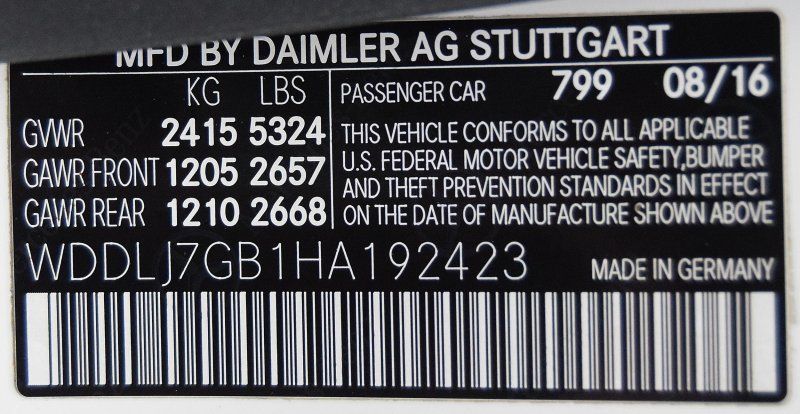 MFD BY DAIMLER AG STUTTGART
KG LBS PASSENGER CAR 799 08/16
GVWR 2415 5324
GAWR FRONT 1205 2657
GAWR REAR 1210 2668
THIS VEHICLE CONFORMS TO ALL APPLICABLE
U.S. FEDERAL MOTOR VEHICLE SAFETY,BUMPER
AND THEFT PREVENTION STANDARDS IN EFFECT
ON THE DATE OF MANUFACTURE SHOWN ABOVE
WDDLJ7GB1HA192423 MADE IN GERMANY